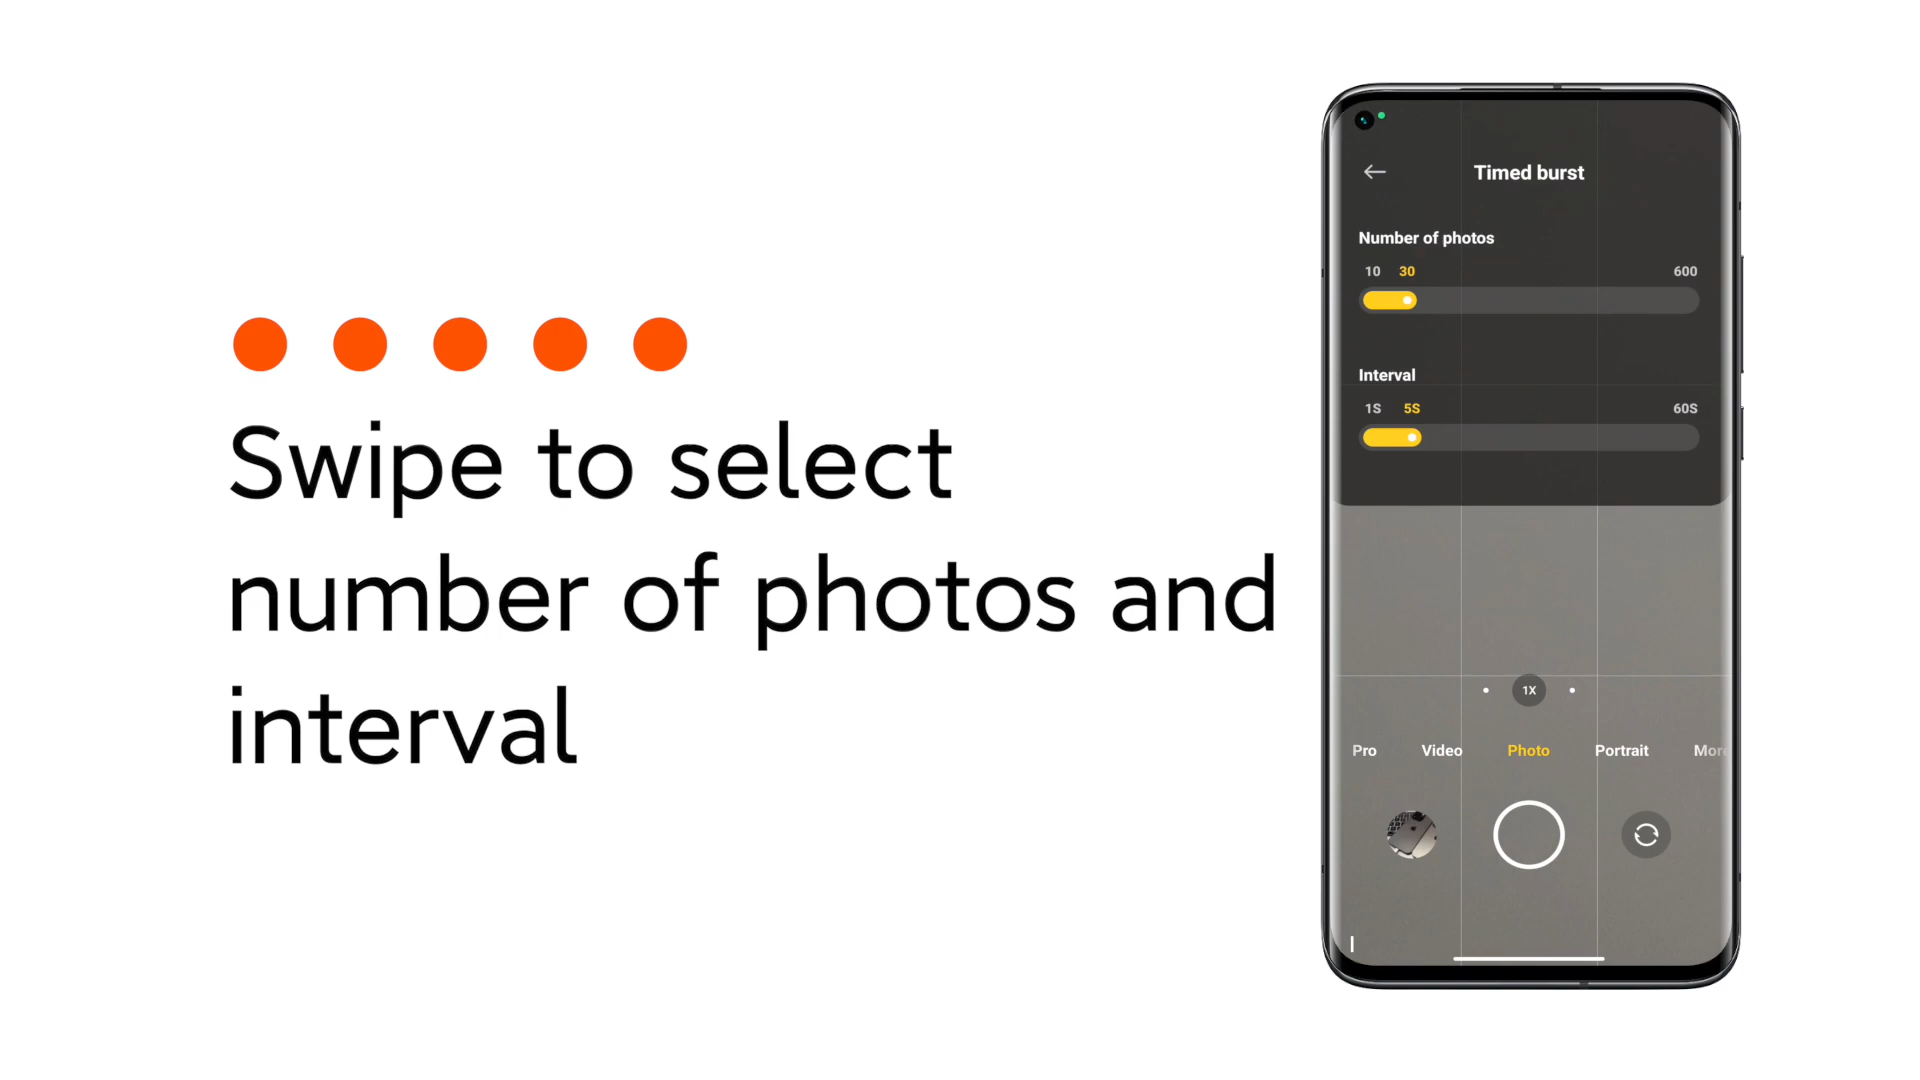 Swipe to select
number of photos and
interval
Timed burst
Number of photos
10 30 600
Interval
1S 5S 60S
1X
Pro Video Photo Portrait More